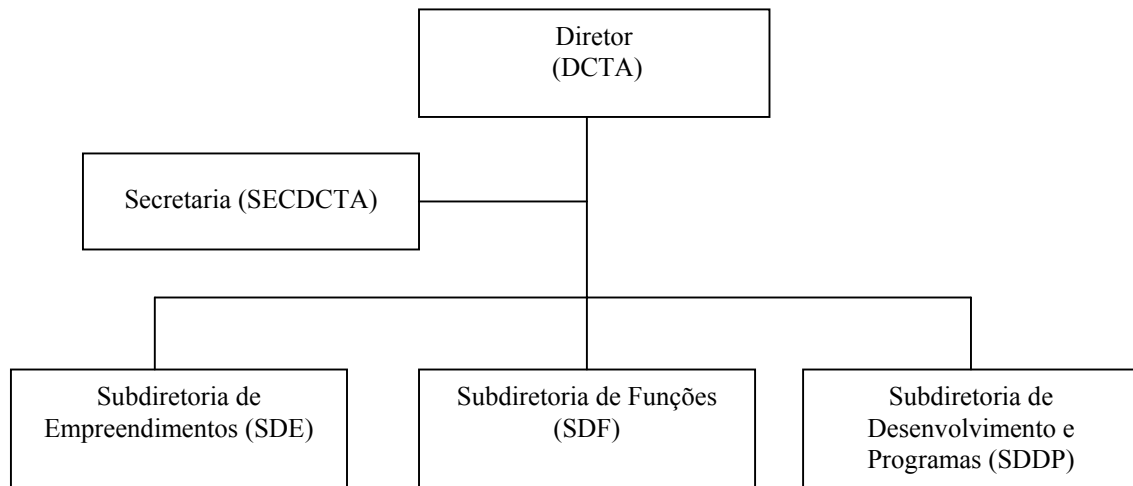 Diretor
(DCTA)
Secretaria (SECDCTA)
Subdiretoria de
Empreendimentos (SDE)
Subdiretoria de Funções
(SDF)
Subdiretoria de
Desenvolvimento e
Programas (SDDP)